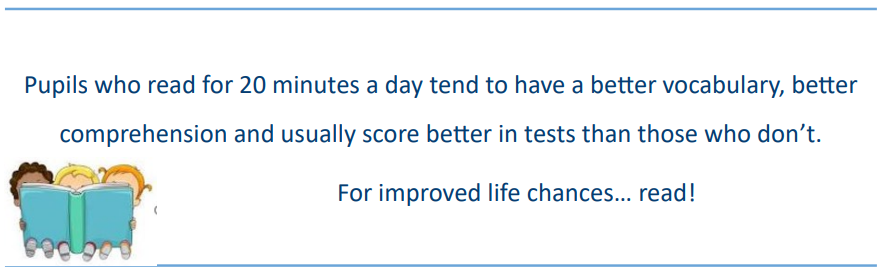 Pupils who read for 20 minutes a day tend to have a better vocabulary, better
comprehension and usually score better in tests than those who don’t.
For improved life chances… read!